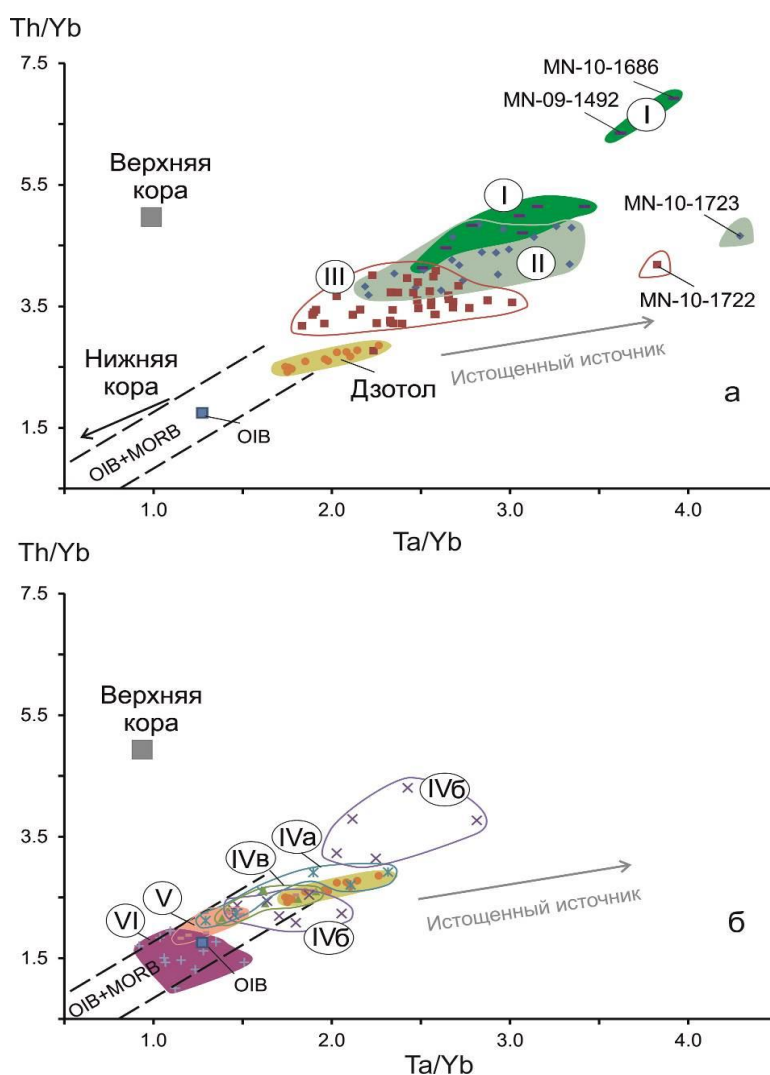 Th/Yb
7.5
5.5
3.5
1.5
MN-10-1686
MN-09-1492
I
Верхняя
кора
I
MN-10-1723
II
III
MN-10-1722
Нижняя
кора
Истощенный источник
Дзотол
а
OIB+MORB
OIB
1.0
2.0
3.0
4.0
Ta/Yb
Th/Yb
7.5
5.5
3.5
1.5
Верхняя
кора
IVб
IVа
IVв
V
VI
Истощенный источник
IVб
б
OIB+MORB
OIB
1.0
2.0
3.0
4.0
Ta/Yb